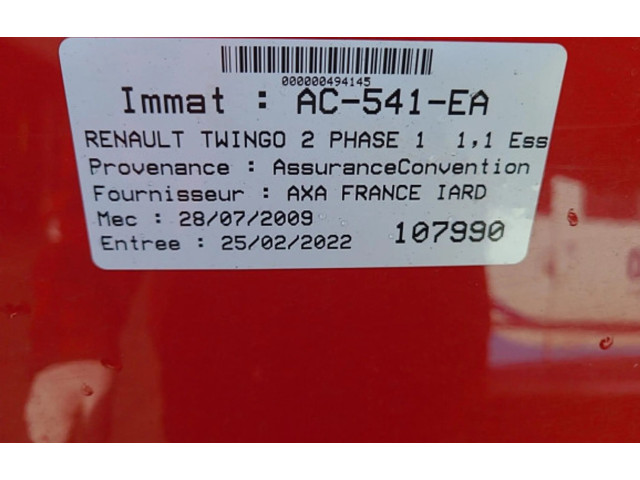 000000494145
Immat : AC-541-EA
RENAULT TWINGO 2 PHASE 1 1,1 Ess
Provenance : AssuranceConvention
Fournisseur : AXA FRANCE IARD
Mec : 28/07/2009
107990
Entree : 25/02/2022